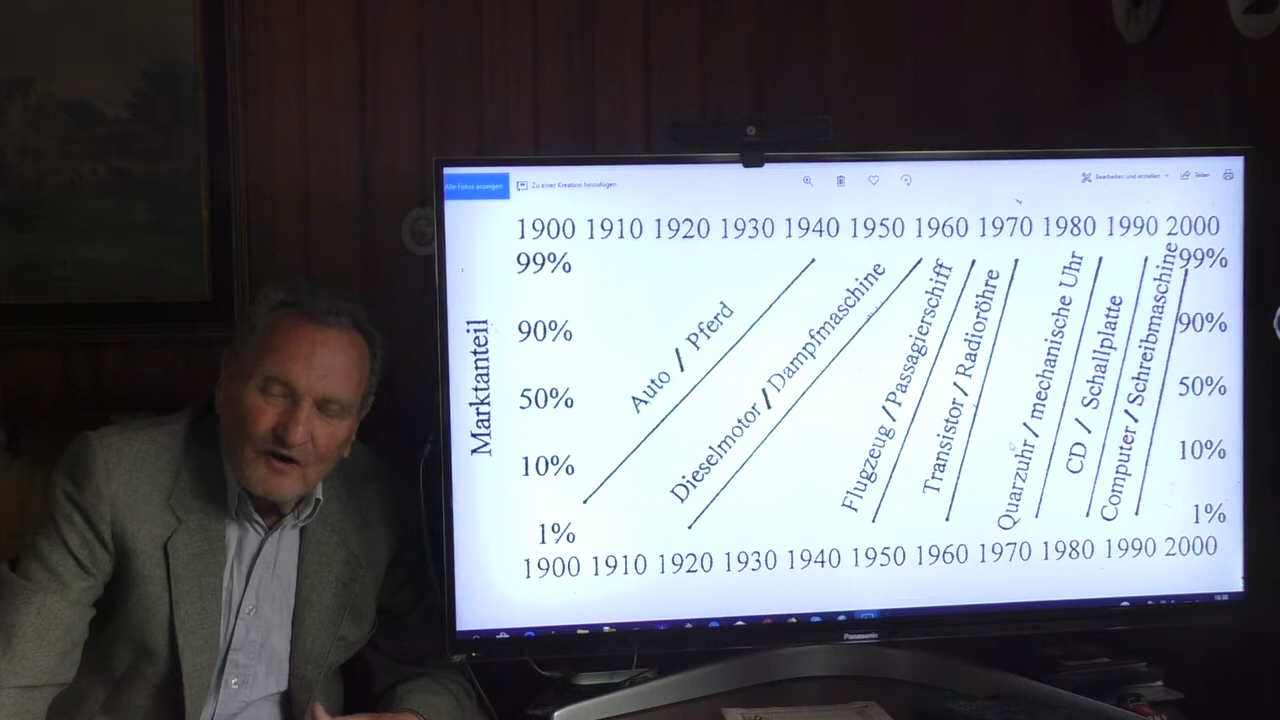 Alle Fotos anzeigen
Zu einer Kreation hinzufügen
Bearbeiten und erstellen
Teilen
1900 1910 1920 1930 1940 1950 1960 1970 1980 1990 2000
Marktanteil
99%
90%
50%
10%
1%
Auto / Pferd
Dieselmotor / Dampfmaschine
Flugzeug / Passagierschiff
Transistor / Radioröhre
Quarzuhr / mechanische Uhr
CD / Schallplatte
Computer / Schreibmaschine
99%
90%
50%
10%
1%
1900 1910 1920 1930 1940 1950 1960 1970 1980 1990 2000
Panasonic